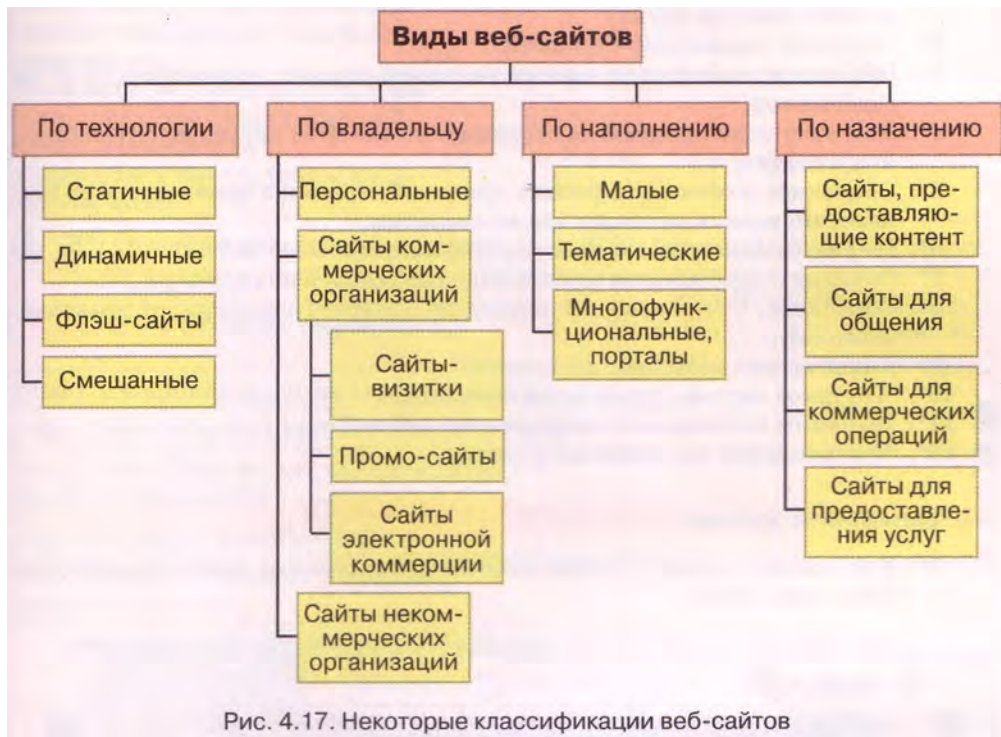 Виды веб-сайтов
По технологии
Статичные
Динамичные
Флэш-сайты
Смешанные
По владельцу
Персональные
Сайты ком-
мерческих
организаций
Сайты-
визитки
Промо-сайты
Сайты
электронной
коммерции
Сайты неком-
мерческих
организаций
По наполнению
Малые
Тематические
Многофунк-
циональные,
порталы
По назначению
Сайты, пре-
доставляю-
щие контент
Сайты для
общения
Сайты для
коммерческих
операций
Сайты для
предоставле-
ния услуг
Рис. 4.17. Некоторые классификации веб-сайтов